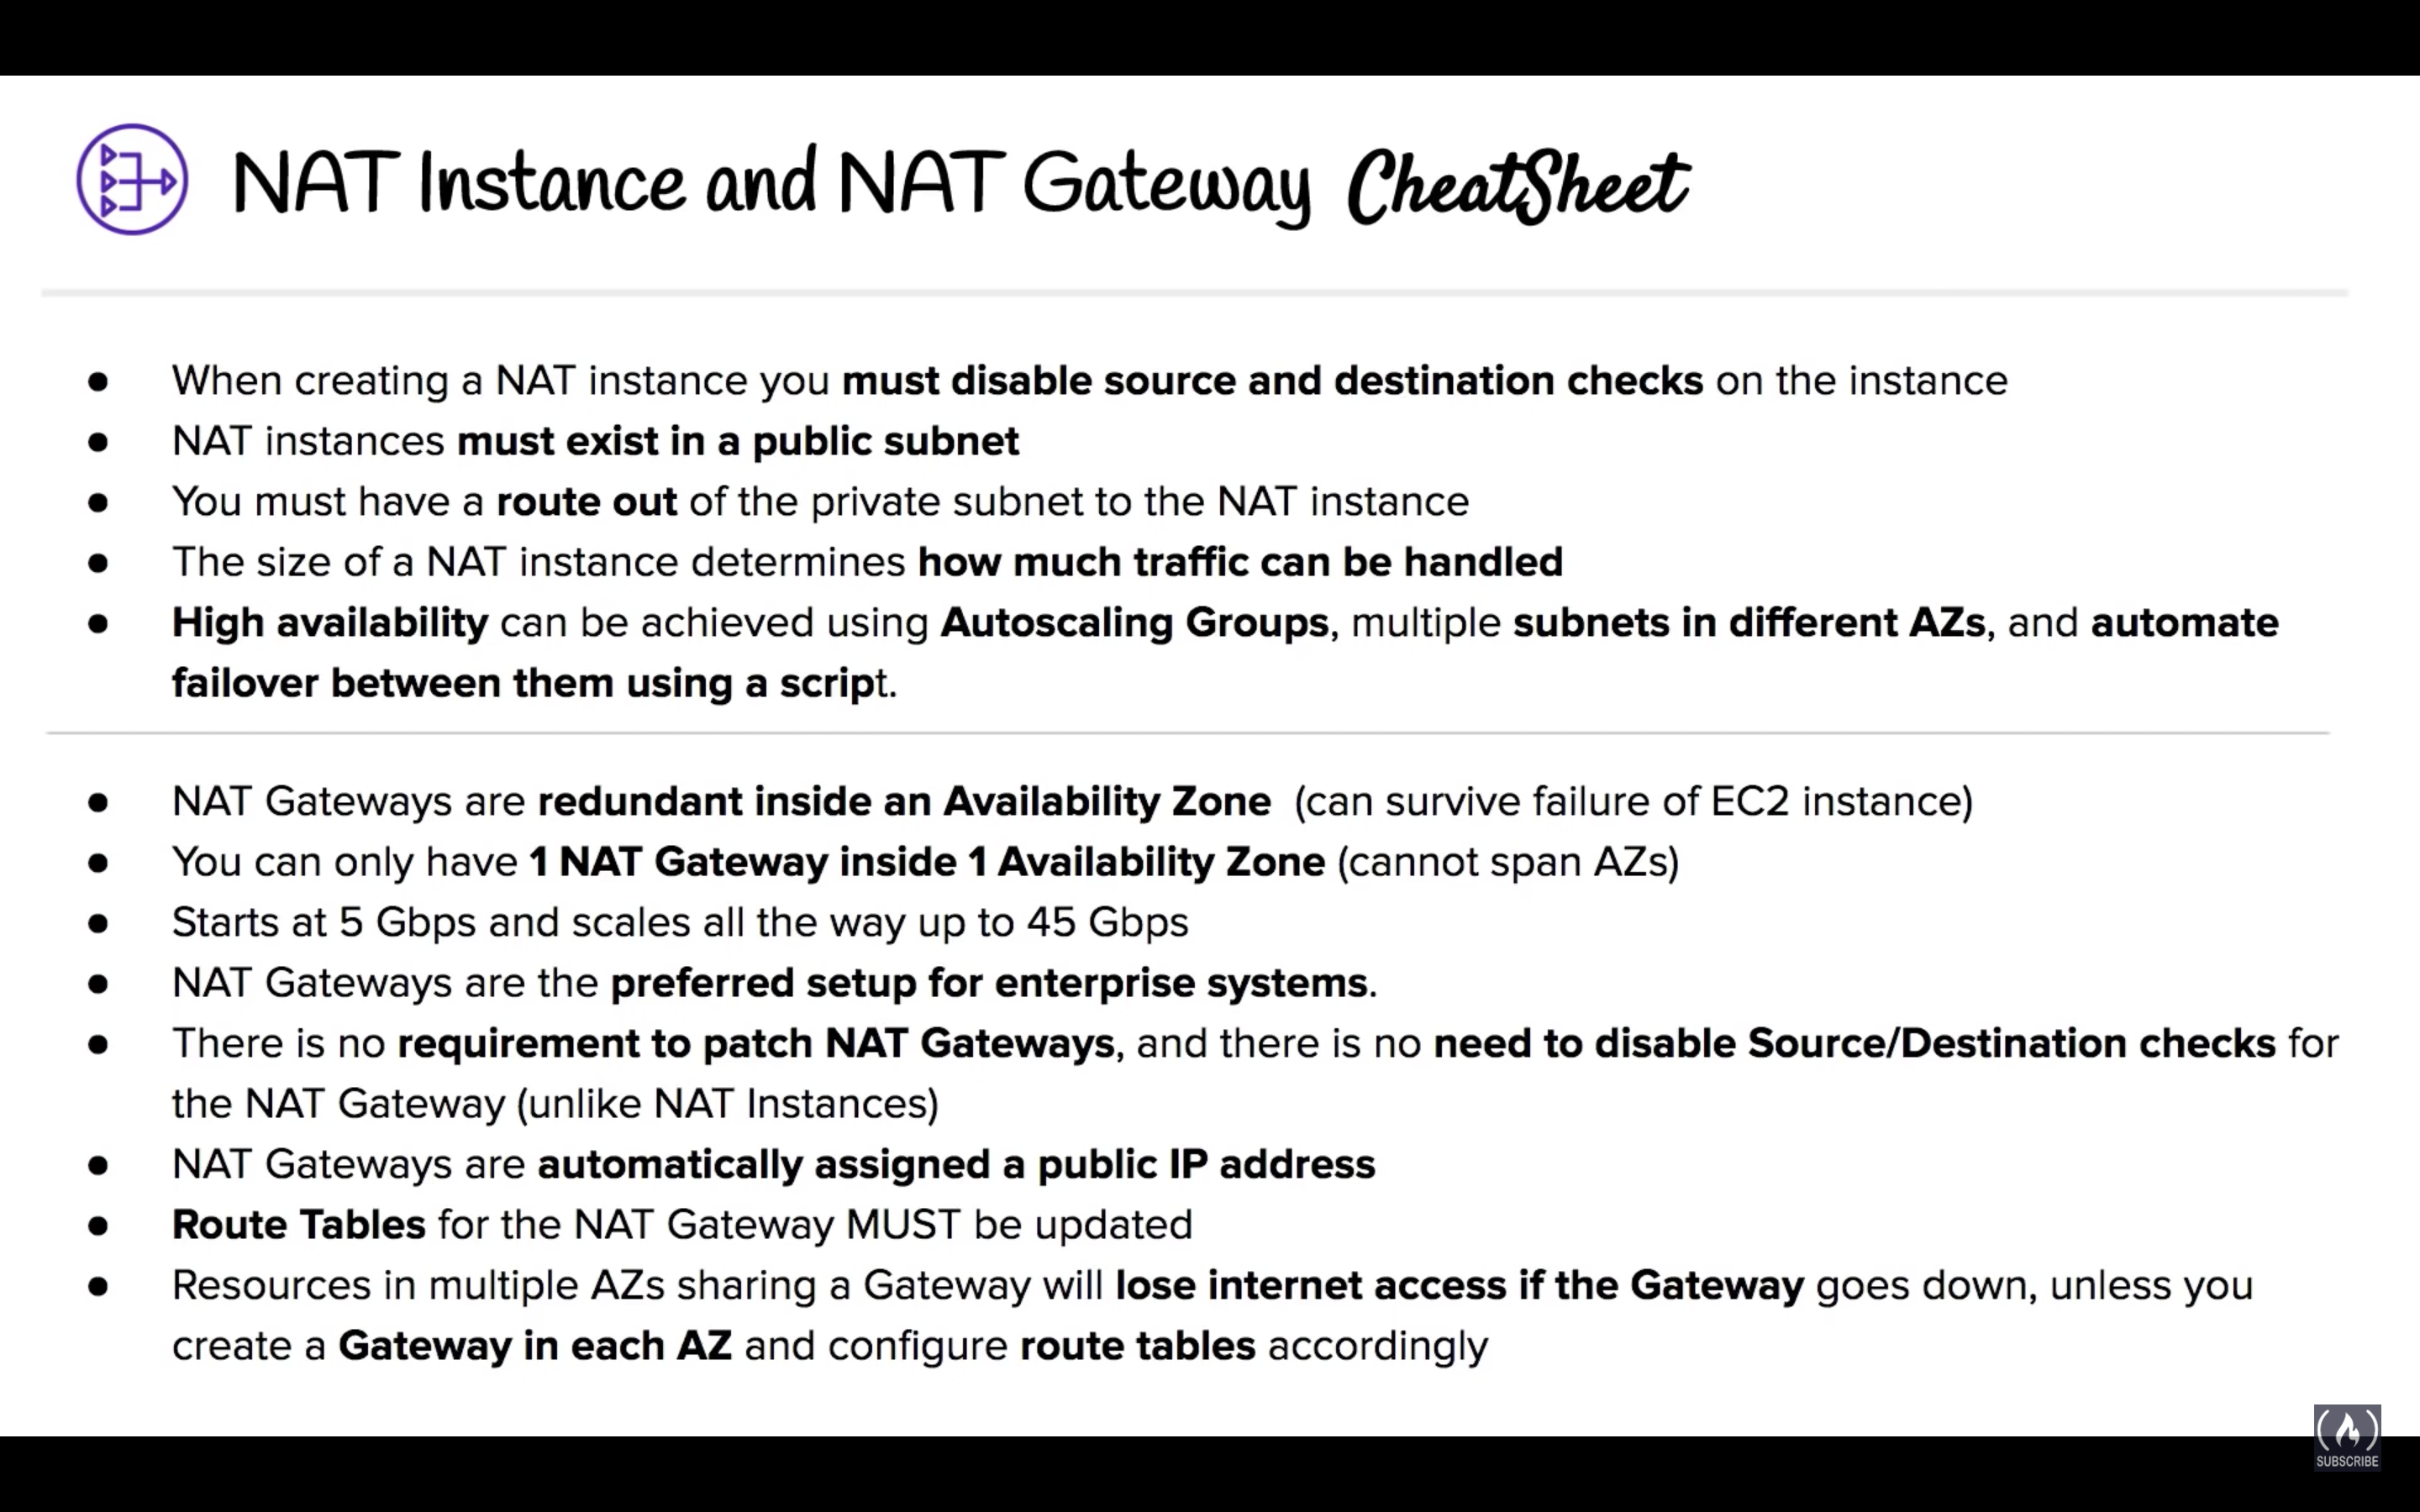 NAT Instance and NAT Gateway CheatSheet
● When creating a NAT instance you must disable source and destination checks on the instance
● NAT instances must exist in a public subnet
● You must have a route out of the private subnet to the NAT instance
● The size of a NAT instance determines how much traffic can be handled
● High availability can be achieved using Autoscaling Groups, multiple subnets in different AZs, and automate
failover between them using a script.
● NAT Gateways are redundant inside an Availability Zone (can survive failure of EC2 instance)
● You can only have 1 NAT Gateway inside 1 Availability Zone (cannot span AZs)
● Starts at 5 Gbps and scales all the way up to 45 Gbps
● NAT Gateways are the preferred setup for enterprise systems.
● There is no requirement to patch NAT Gateways, and there is no need to disable Source/Destination checks for
the NAT Gateway (unlike NAT Instances)
● NAT Gateways are automatically assigned a public IP address
● Route Tables for the NAT Gateway MUST be updated
● Resources in multiple AZs sharing a Gateway will lose internet access if the Gateway goes down, unless you
create a Gateway in each AZ and configure route tables accordingly
SUBSCRIBE